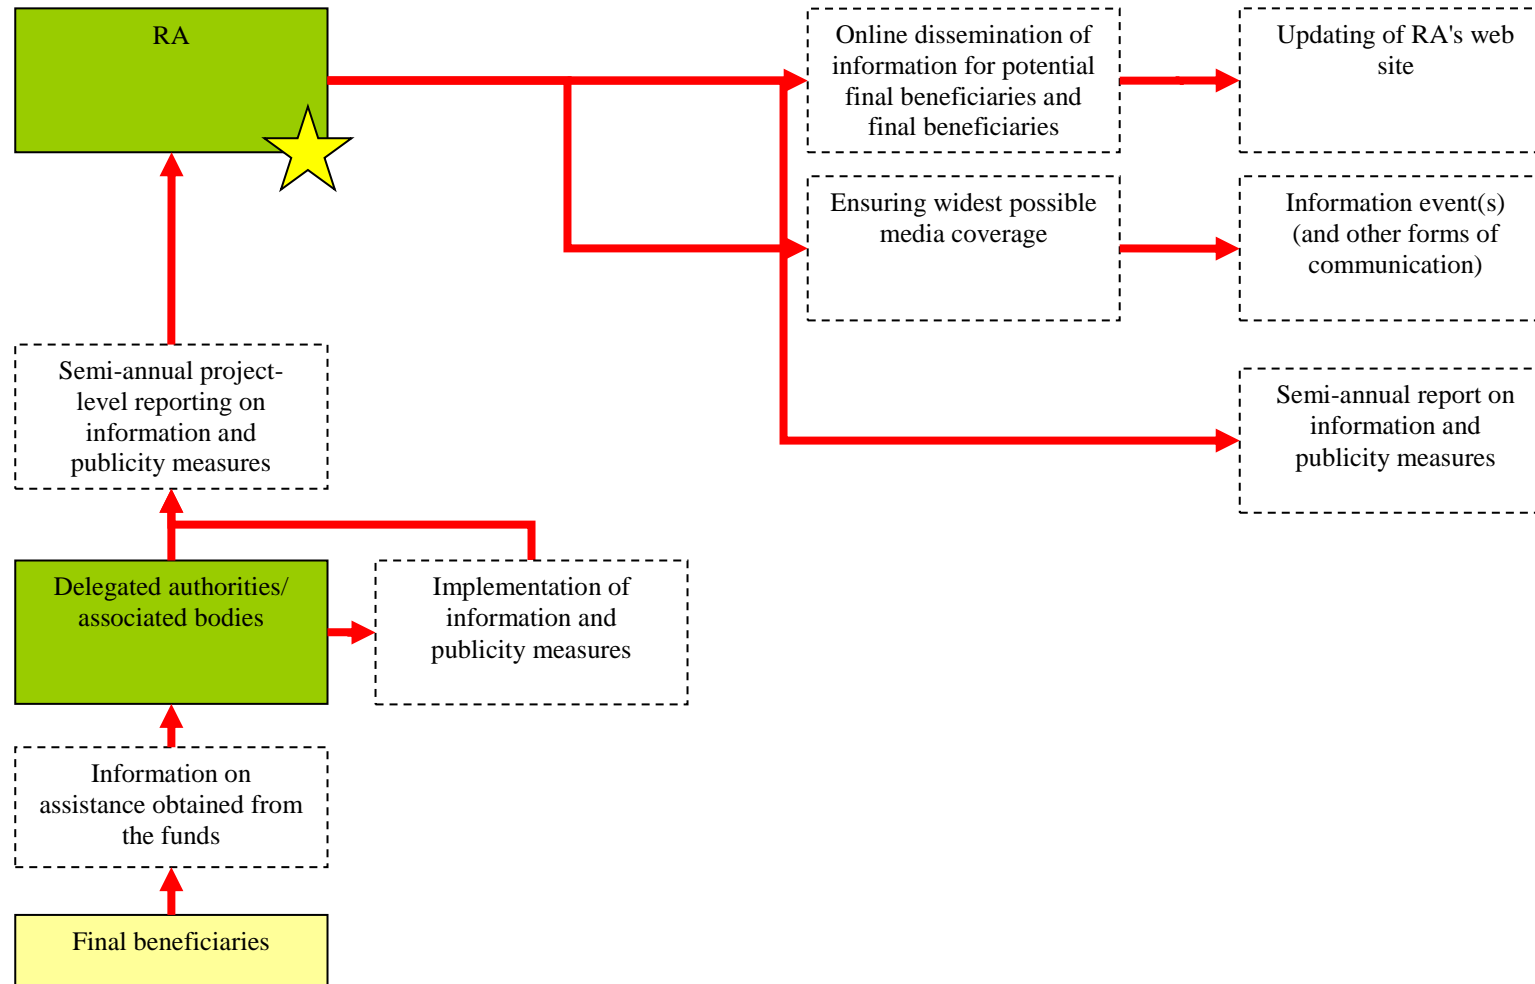 RA
Online dissemination of
information for potential
final beneficiaries and
final beneficiaries
Updating of RA's web
site
Ensuring widest possible
media coverage
Information event(s)
(and other forms of
communication)
Semi-annual project-
level reporting on
information and
publicity measures
Semi-annual report on
information and
publicity measures
Delegated authorities/
associated bodies
Implementation of
information and
publicity measures
Information on
assistance obtained from
the funds
Final beneficiaries